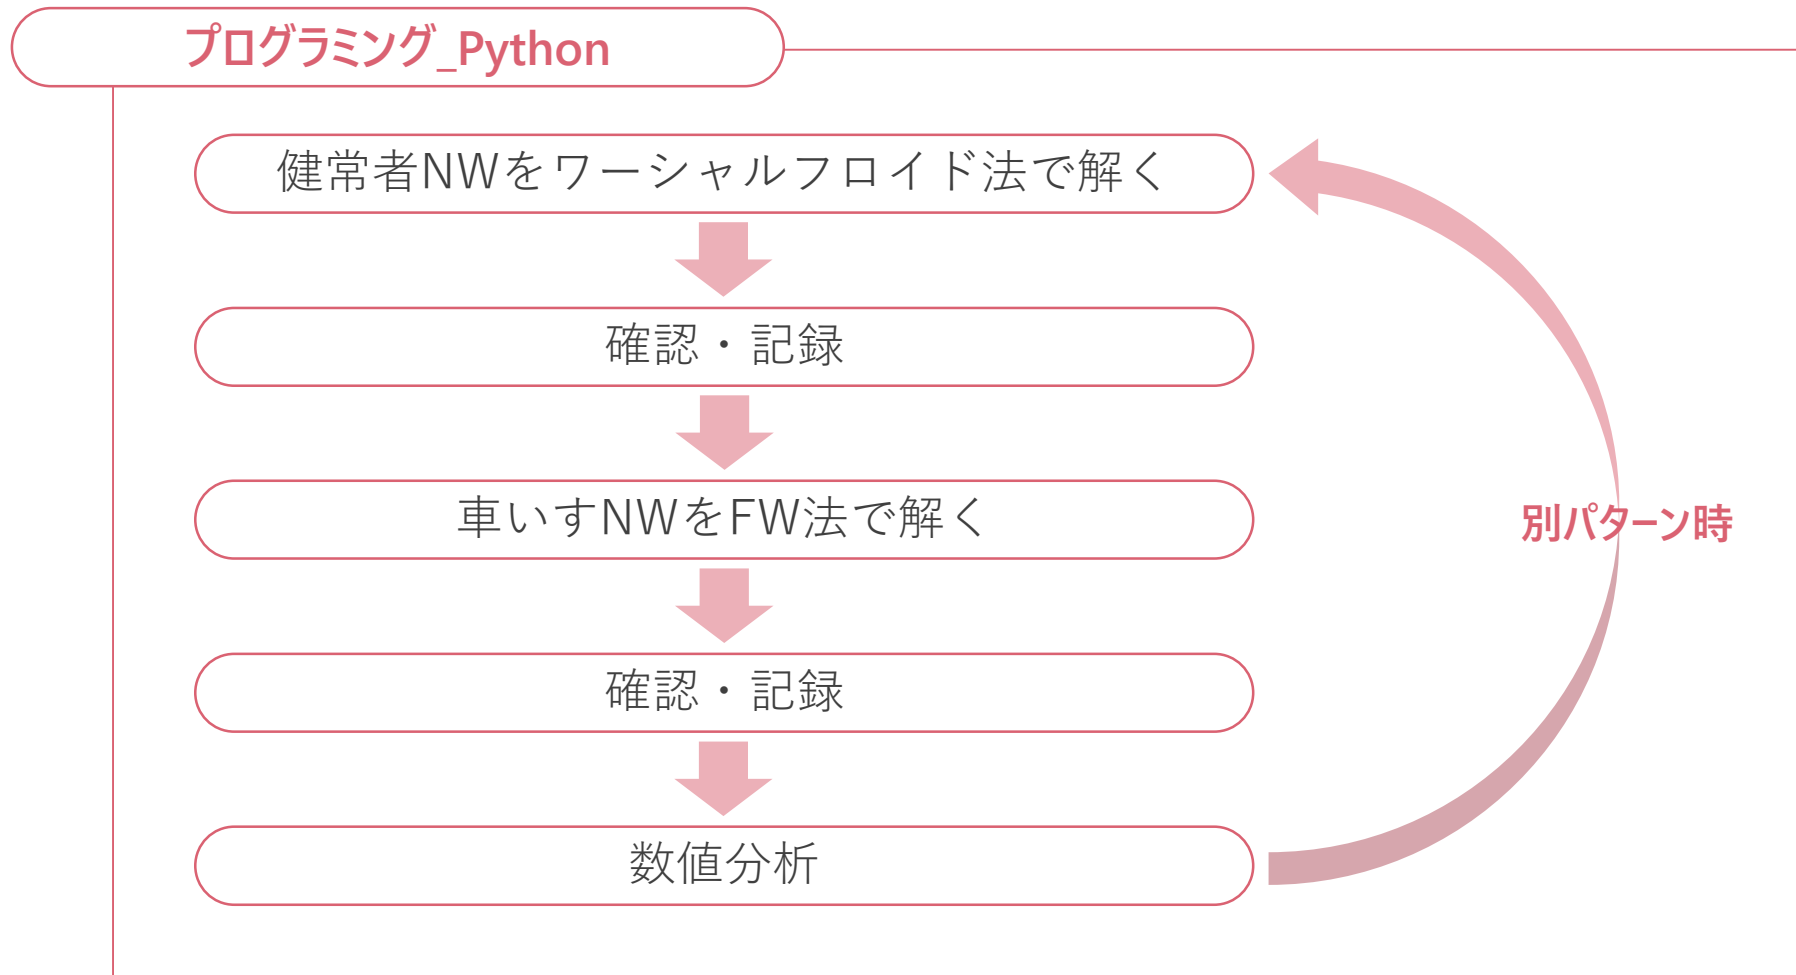 プログラミング_Python
健常者NWをワーシャルフロイド法で解く
確認・記録
車いすNWをFW法で解く
別パターン時
確認・記録
数値分析